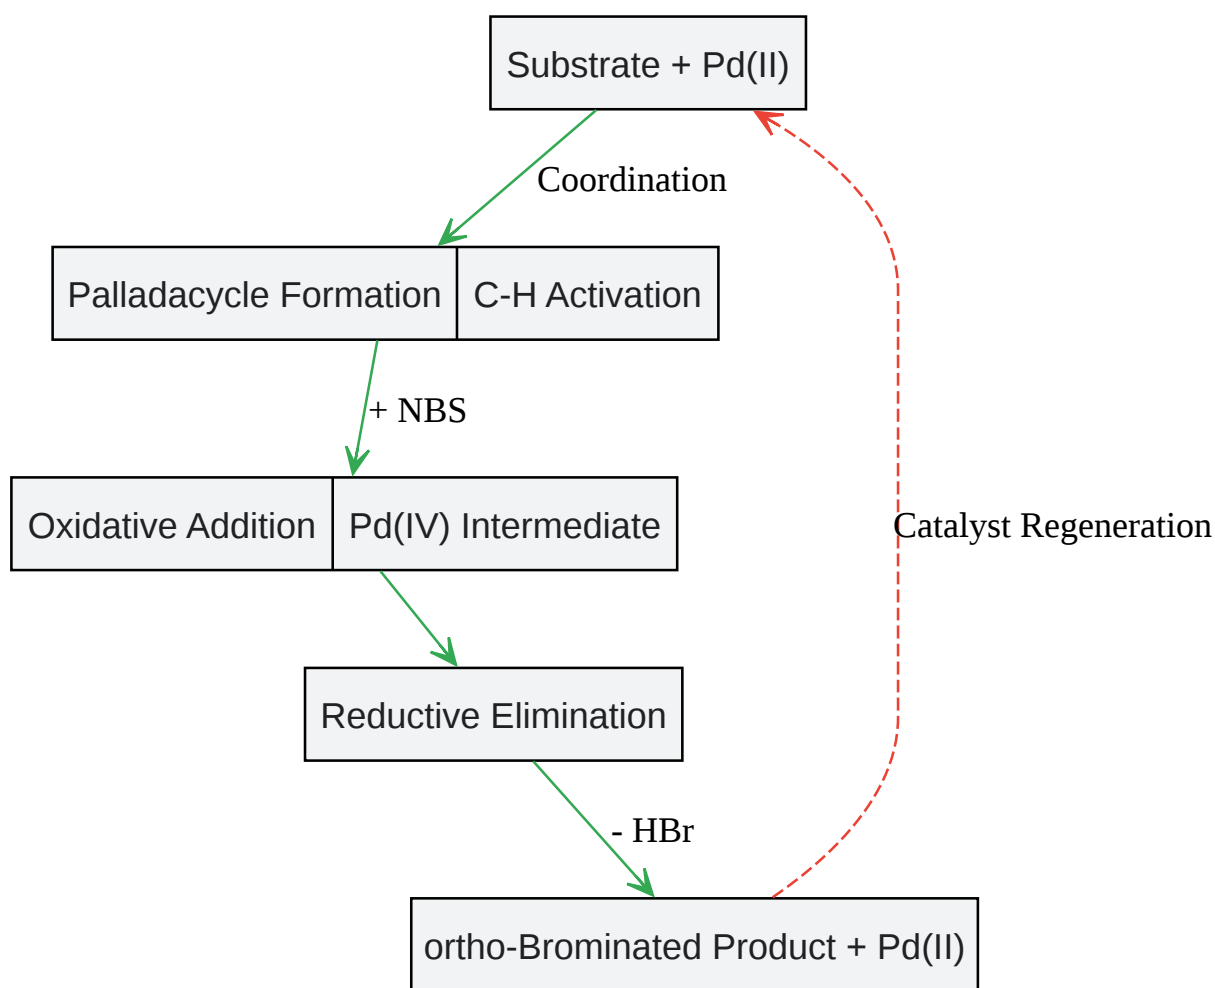 Substrate + Pd(II)
Coordination
Palladacycle Formation
C-H Activation
+ NBS
Oxidative Addition
Pd(IV) Intermediate
Catalyst Regeneration
Reductive Elimination
- HBr
ortho-Brominated Product + Pd(II)